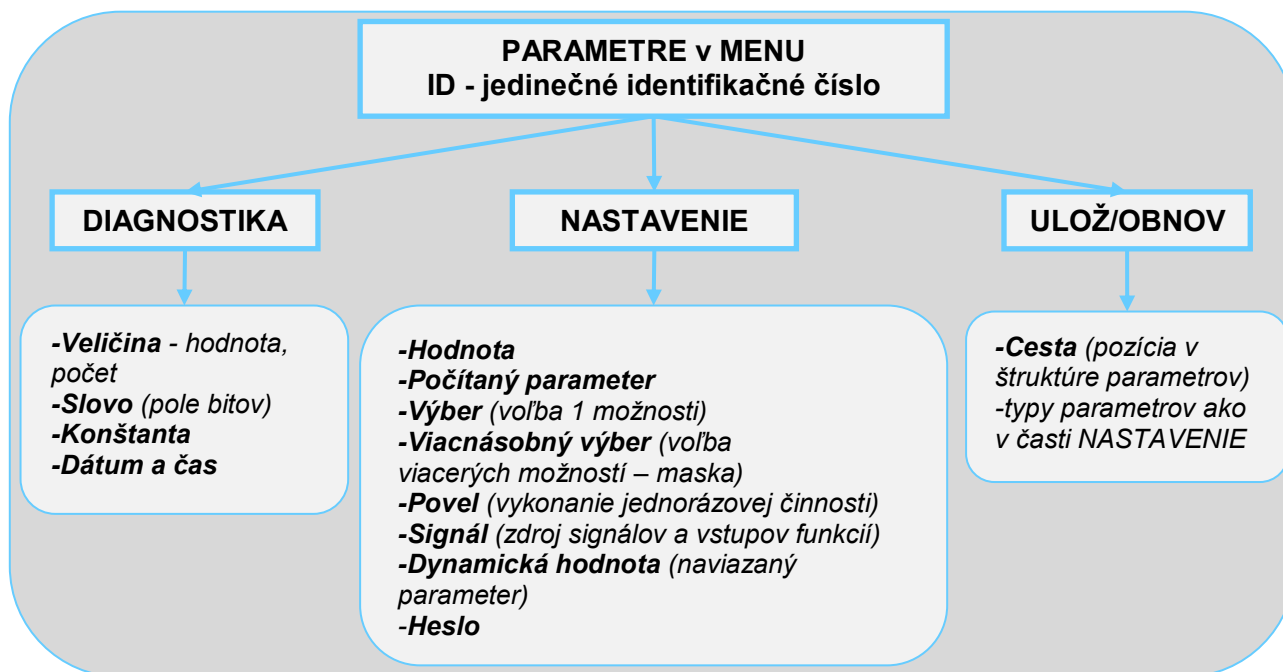 PARAMETRE v MENU
ID - jedinečné identifikačné číslo
DIAGNOSTIKA
-Veličina - hodnota,
počet
-Slovo (pole bitov)
-Konštanta
-Dátum a čas
NASTAVENIE
-Hodnota
-Počítaný parameter
-Výber (voľba 1 možnosti)
-Viacnásobný výber (voľba
viacerých možností – maska)
-Povel (vykonanie jednorázovej činnosti)
-Signál (zdroj signálov a vstupov funkcií)
-Dynamická hodnota (naviazaný
parameter)
-Heslo
ULOŽ/OBNOV
-Cesta (pozícia v
štruktúre parametrov)
-typy parametrov ako
v časti NASTAVENIE